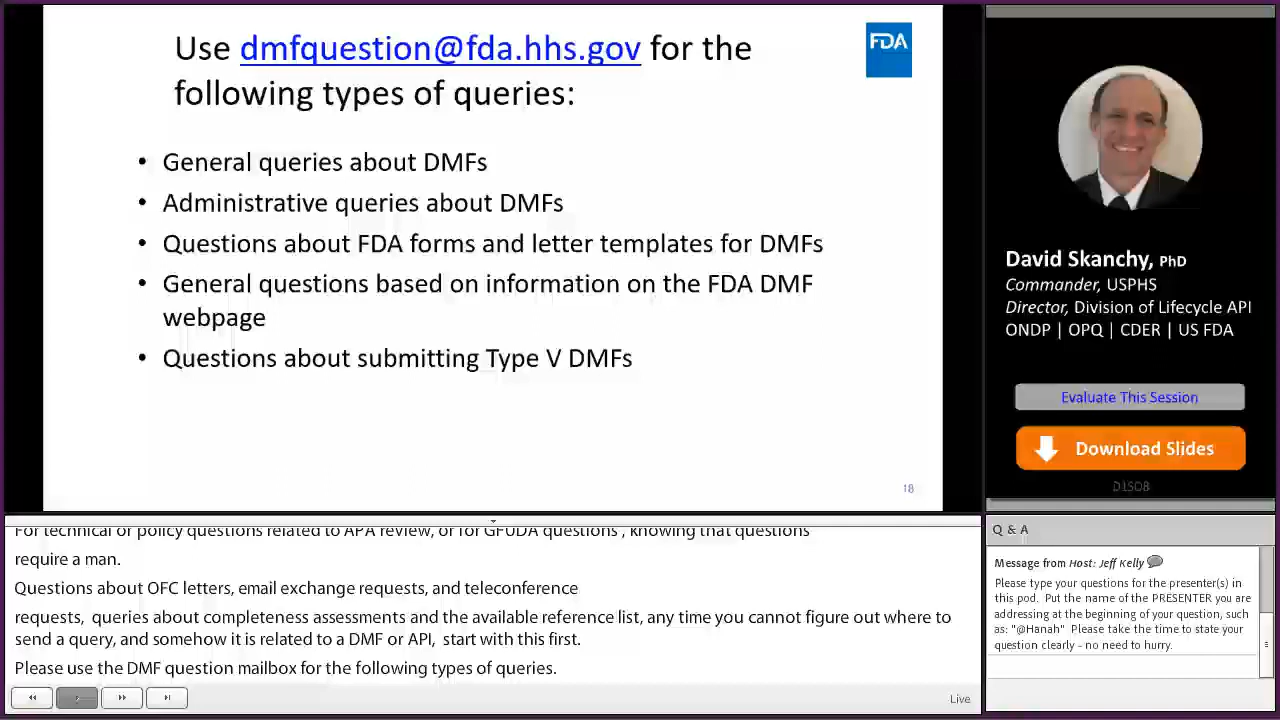 Use dmfquestion@fda.hhs.gov for the
following types of queries:
FDA
• General queries about DMFs
• Administrative queries about DMFs
• Questions about FDA forms and letter templates for DMFs
• General questions based on information on the FDA DMF
webpage
• Questions about submitting Type V DMFs
18
David Skanchy, PhD
Commander, USPHS
Director, Division of Lifecycle API
ONDP | OPQ | CDER | US FDA
Evaluate This Session
Download Slides
D1S08
For technical or policy questions related to APA review, or for GFUDA questions , knowing that questions
require a man.
Questions about OFC letters, email exchange requests, and teleconference
requests, queries about completeness assessments and the available reference list, any time you cannot figure out where to
send a query, and somehow it is related to a DMF or API, start with this first.
Please use the DMF question mailbox for the following types of queries.
Live
Q & A
Message from Host: Jeff Kelly
Please type your questions for the presenter(s) in
this pod. Put the name of the PRESENTER you are
addressing at the beginning of your question, such
as: "@Hanah" Please take the time to state your
question clearly - no need to hurry.